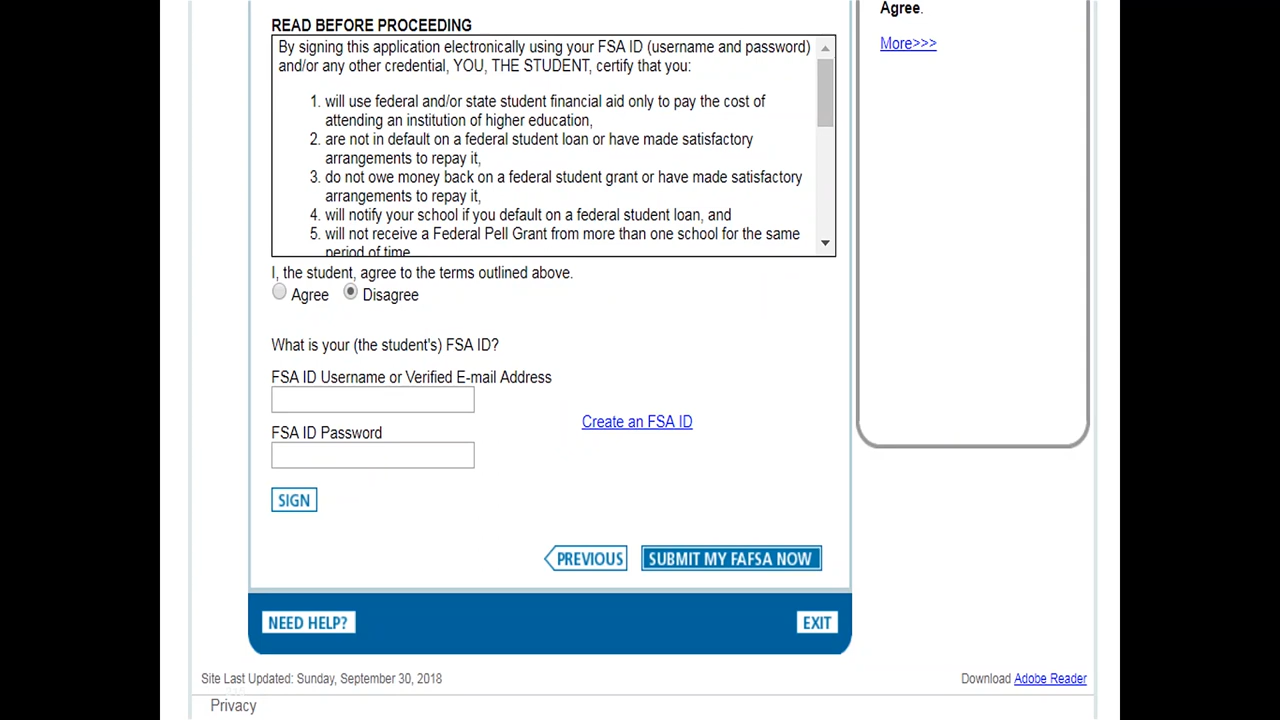 READ BEFORE PROCEEDING
By signing this application electronically using your FSA ID (username and password)
and/or any other credential, YOU, THE STUDENT, certify that you:
1. will use federal and/or state student financial aid only to pay the cost of
attending an institution of higher education,
2. are not in default on a federal student loan or have made satisfactory
arrangements to repay it,
3. do not owe money back on a federal student grant or have made satisfactory
arrangements to repay it,
4. will notify your school if you default on a federal student loan, and
5. will not receive a Federal Pell Grant from more than one school for the same
period of time
I, the student, agree to the terms outlined above.
Agree Disagree
What is your (the student's) FSA ID?
FSA ID Username or Verified E-mail Address
Create an FSA ID
FSA ID Password
SIGN
PREVIOUS SUBMIT MY FAFSA NOW
NEED HELP? EXIT
Agree.
More>>>
Site Last Updated: Sunday, September 30, 2018
Download Adobe Reader
Privacy